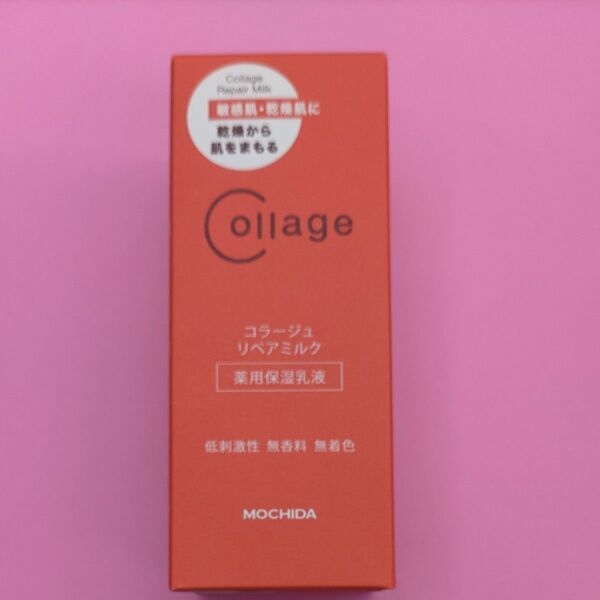 Collage
Repair Milk
敏感肌・乾燥肌に
乾燥から
肌をまもる
Collage
コラージュ
リペアミルク
薬用保湿乳液
低刺激性 無香料 無着色
MOCHIDA